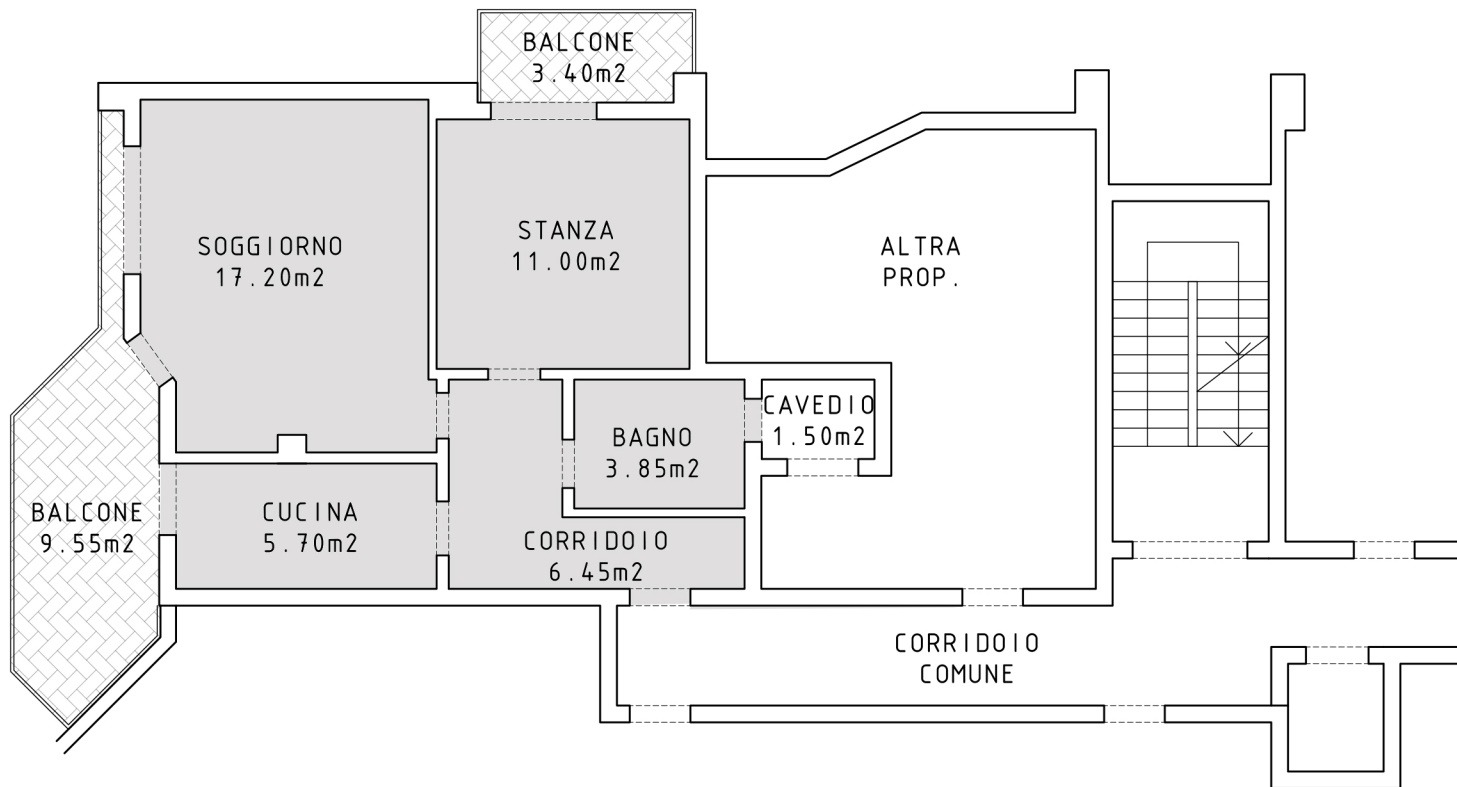 BALCONE
3.40m2
SOGGIORNO
17.20m2
STANZA
11.00m2
ALTRA
PROP.
CAVEDIO
1.50m2
BAGNO
3.85m2
BALCONE
9.55m2
CUCINA
5.70m2
CORRIDOIO
6.45m2
CORRIDOIO
COMUNE